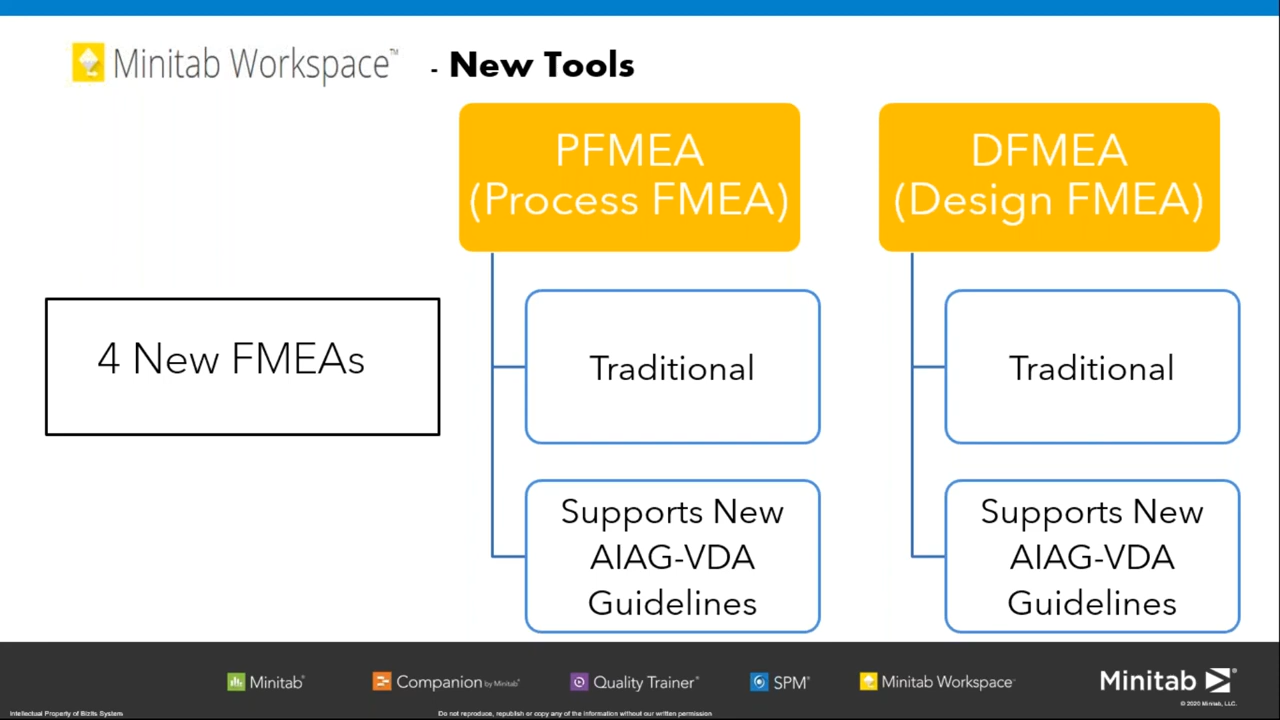 Minitab Workspace™ - New Tools
PFMEA
(Process FMEA)
DFMEA
(Design FMEA)
4 New FMEAs
Traditional
Traditional
Supports New
AIAG-VDA
Guidelines
Supports New
AIAG-VDA
Guidelines
Minitab®
Companion by Minitab®
Quality Trainer®
SPM®
Minitab Workspace™
Minitab®
© 2020 Minitab, LLC.
Intellectual Property of Bizfis System
Do not reproduce, republish or copy any of the information without our written permission